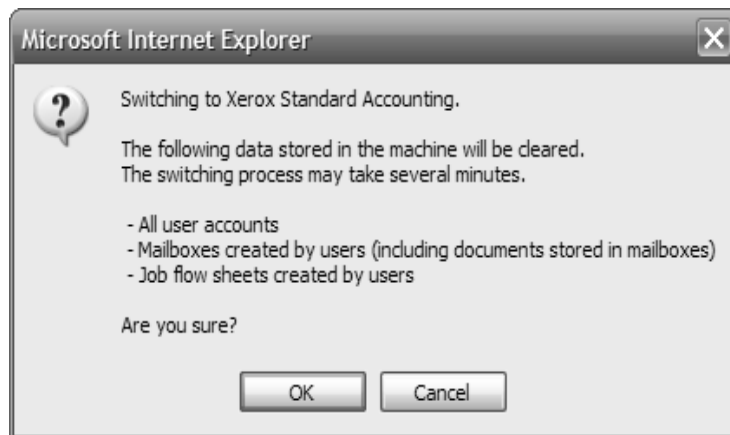 Microsoft Internet Explorer
Switching to Xerox Standard Accounting.
The following data stored in the machine will be cleared.
The switching process may take several minutes.
- All user accounts
- Mailboxes created by users (including documents stored in mailboxes)
- Job flow sheets created by users
Are you sure?
OK
Cancel